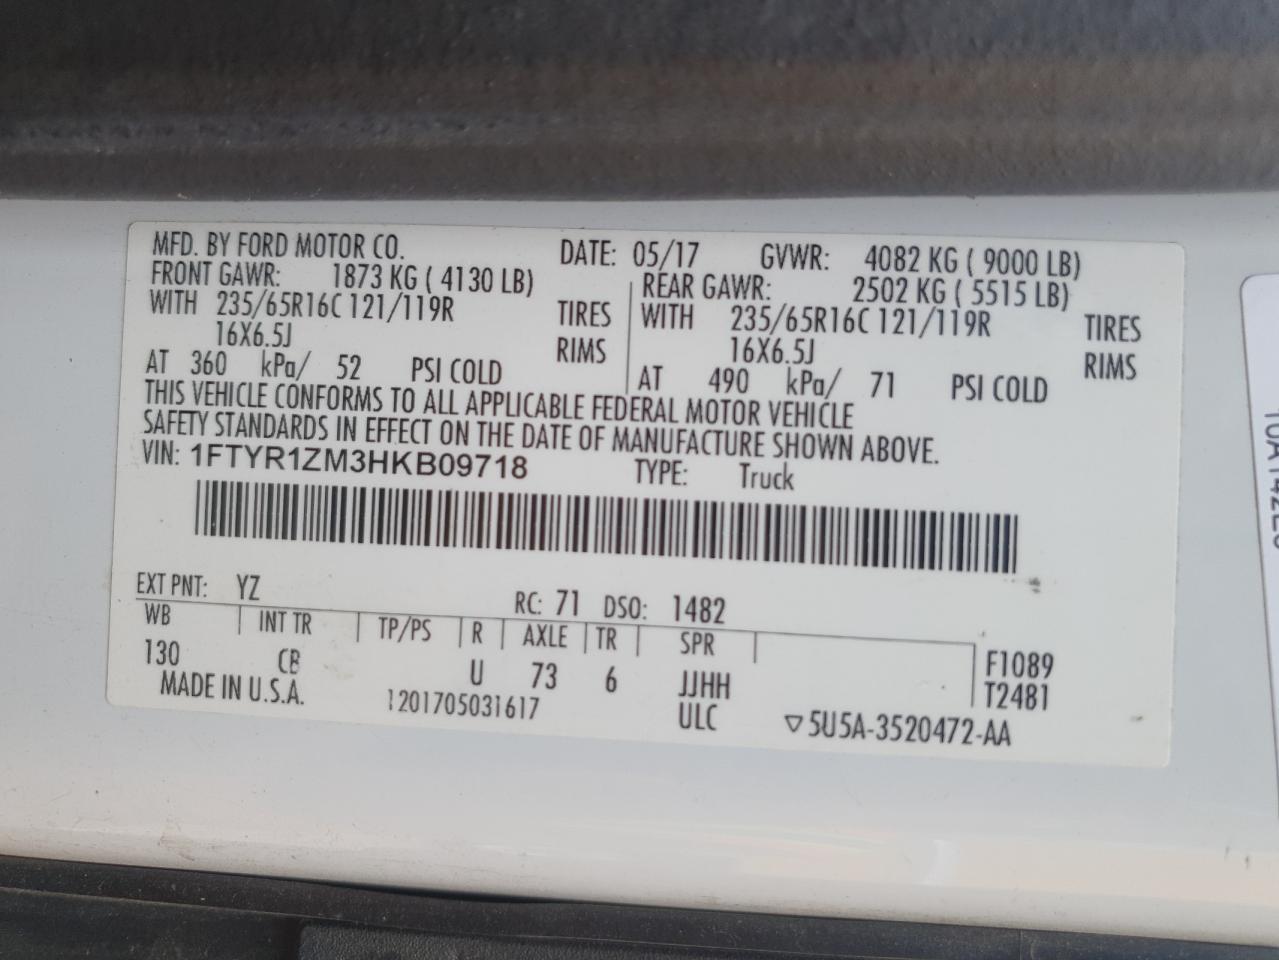 MFD. BY FORD MOTOR CO. DATE: 05/17 GVWR: 4082 KG ( 9000 LB)
FRONT GAWR: 1873 KG ( 4130 LB) REAR GAWR: 2502 KG ( 5515 LB)
WITH 235/65R16C 121/119R TIRES WITH 235/65R16C 121/119R TIRES
16X6.5J RIMS 16X6.5J RIMS
AT 360 kPa/ 52 PSI COLD AT 490 kPa/ 71 PSI COLD
THIS VEHICLE CONFORMS TO ALL APPLICABLE FEDERAL MOTOR VEHICLE
SAFETY STANDARDS IN EFFECT ON THE DATE OF MANUFACTURE SHOWN ABOVE.
VIN: 1FTYR1ZM3HKB09718 TYPE: Truck
EXT PNT: YZ RC: 71 DSO: 1482
WB INT TR TP/PS R AXLE TR SPR
130 CB U 73 6 JJHH F1089
MADE IN U.S.A. 1201705031617 ULC T2481
▽5U5A-3520472-AA